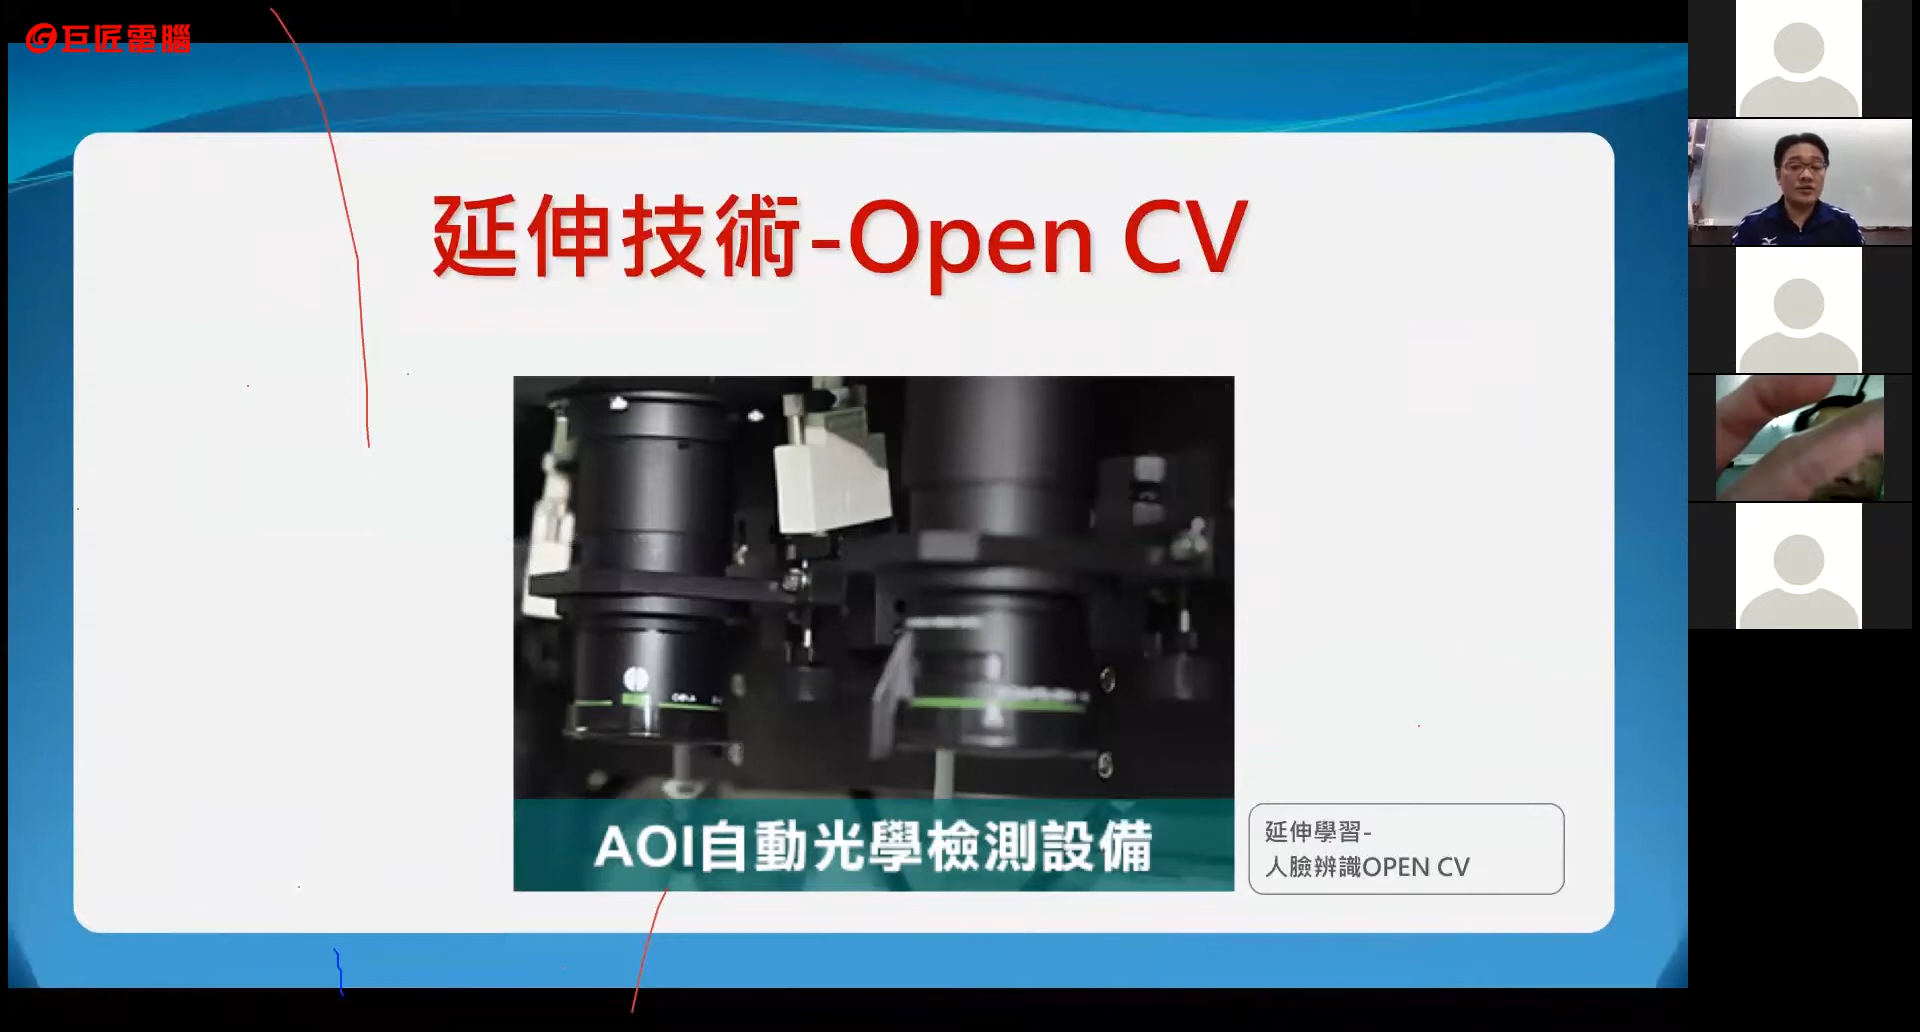 巨匠電腦
延伸技術-Open CV
AOI自動光學檢測設備
延伸學習-
人臉辨識OPEN CV